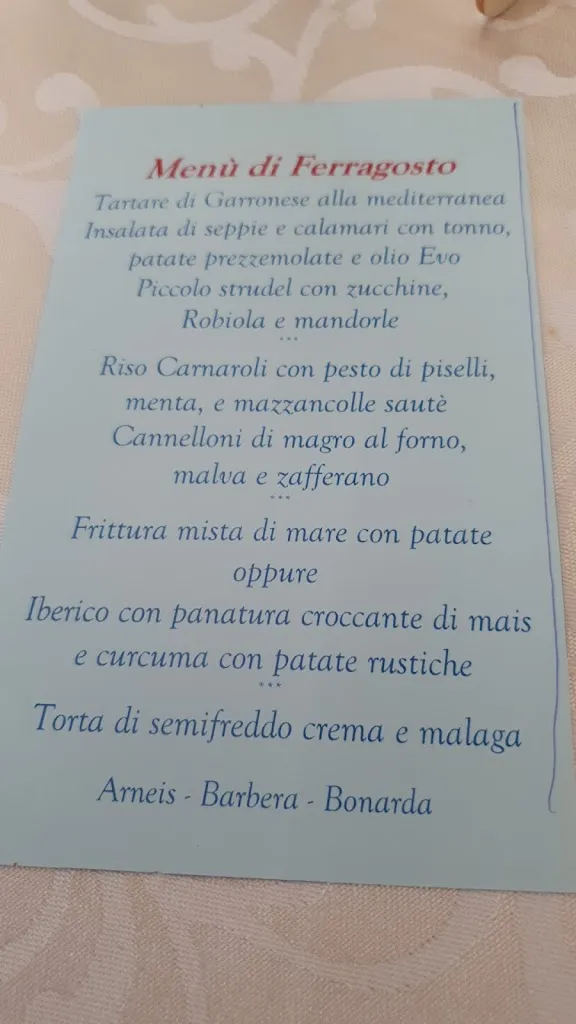 Menù di Ferragosto
Tartare di Garronese alla mediterranea
Insalata di seppie e calamari con tonno,
patate prezzemolate e olio Evo
Piccolo strudel con zucchine,
Robiola e mandorle
***
Riso Carnaroli con pesto di piselli,
menta, e mazzancolle sautè
Cannelloni di magro al forno,
malva e zafferano
***
Frittura mista di mare con patate
oppure
Iberico con panatura croccante di mais
e curcuma con patate rustiche
***
Torta di semifreddo crema e malaga
Arneis - Barbera - Bonarda